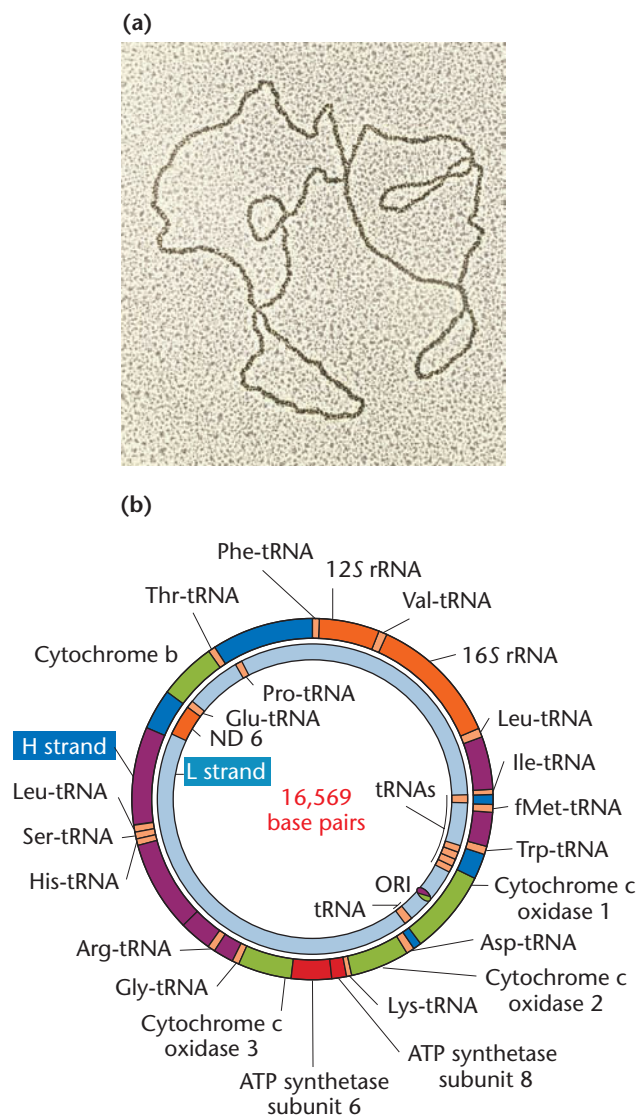 (a)
(b)
Phe-tRNA
12S rRNA
Thr-tRNA
Val-tRNA
Cytochrome b
16S rRNA
Pro-tRNA
Glu-tRNA
Leu-tRNA
ND 6
H strand
L strand
Ile-tRNA
Leu-tRNA
tRNAs
16,569
base pairs
fMet-tRNA
Ser-tRNA
Trp-tRNA
His-tRNA
ORI
Cytochrome c
oxidase 1
tRNA
Arg-tRNA
Asp-tRNA
Gly-tRNA
Cytochrome c
oxidase 2
Lys-tRNA
Cytochrome c
oxidase 3
ATP synthetase
subunit 8
ATP synthetase
subunit 6